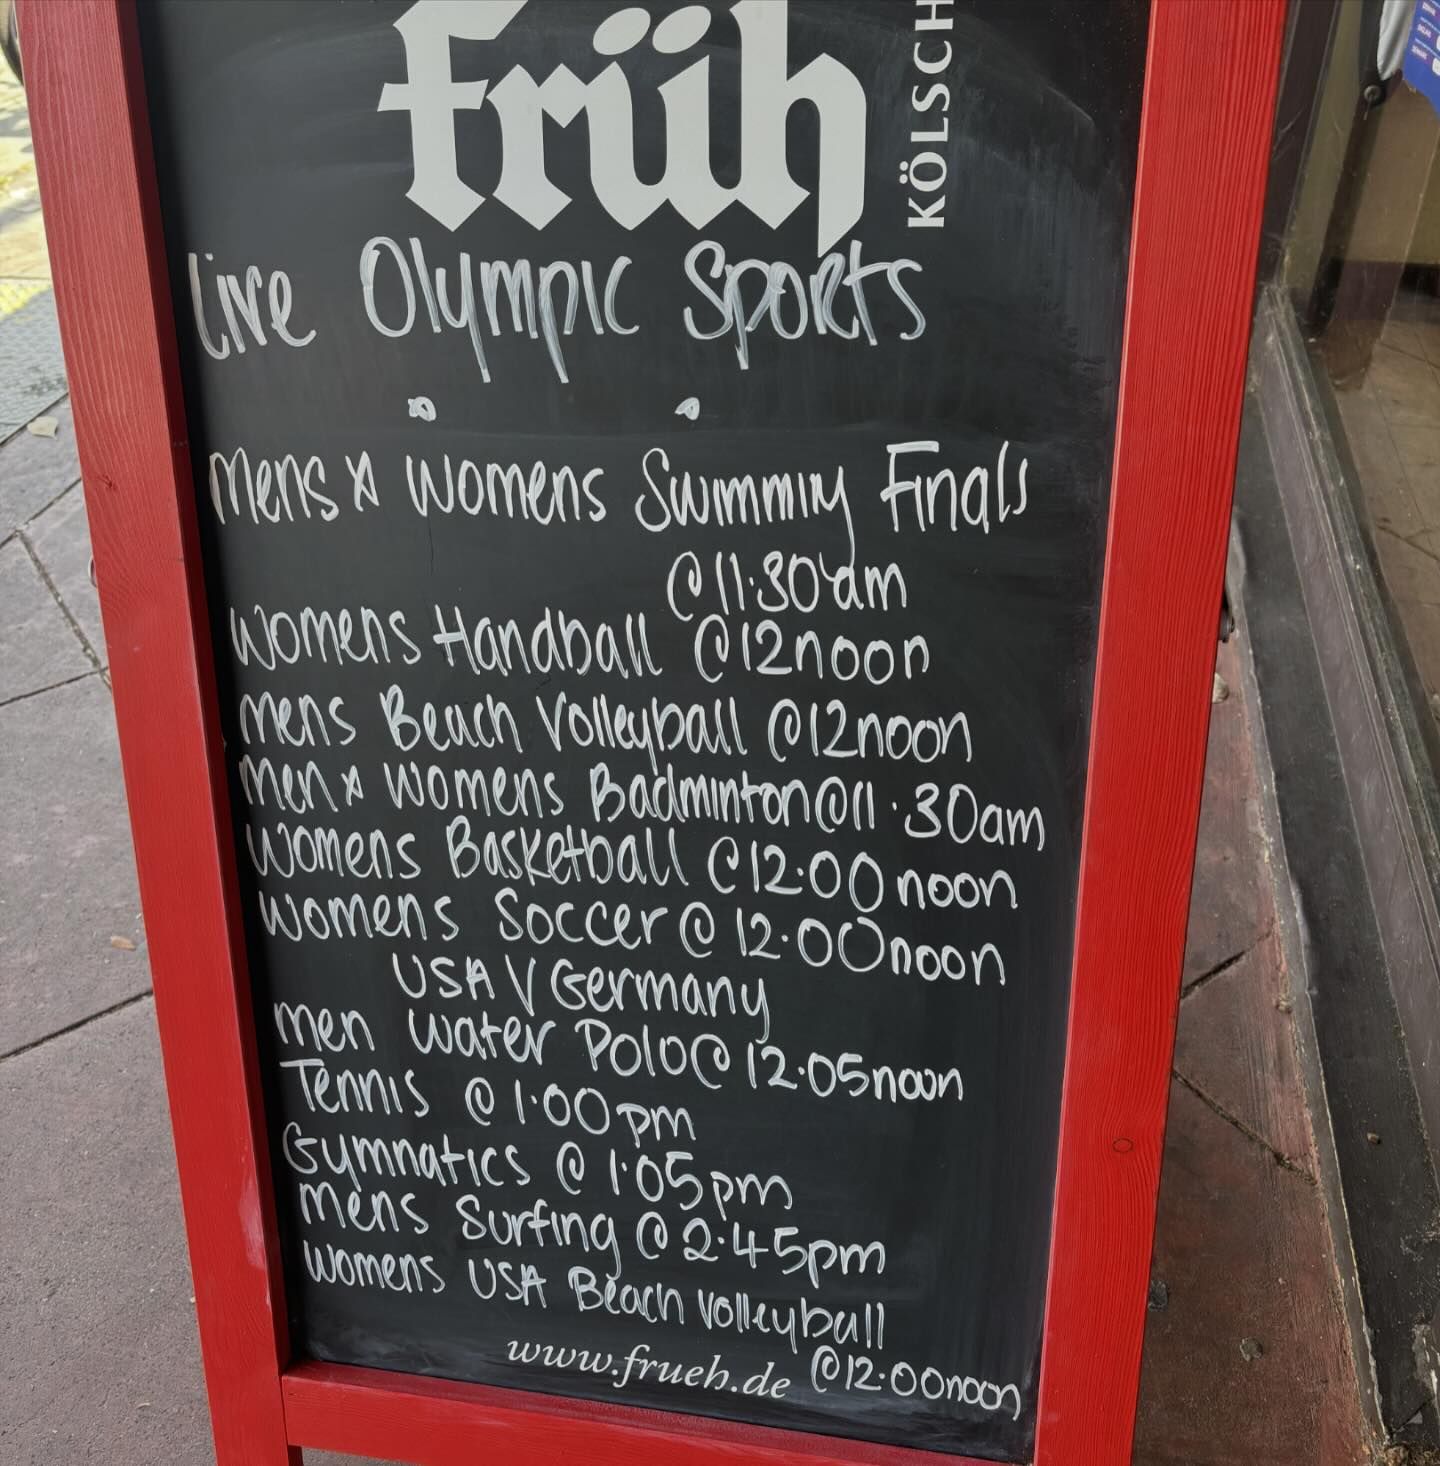 früh
KÖLSCH
Live Olympic Sports
Mens & Womens Swimming Finals
@ 11.30am
Womens Handball @ 12noon
Mens Beach Volleyball @ 12noon
Men & Womens Badminton @ 11.30am
Womens Basketball @ 12.00 noon
Womens Soccer @ 12.00noon
USA V Germany
Men Water Polo @ 12.05noon
Tennis @ 1.00pm
Gymnatics @ 1.05pm
Mens Surfing @ 2.45pm
Womens USA Beach Volleyball
@ 12.00noon
www.frueh.de